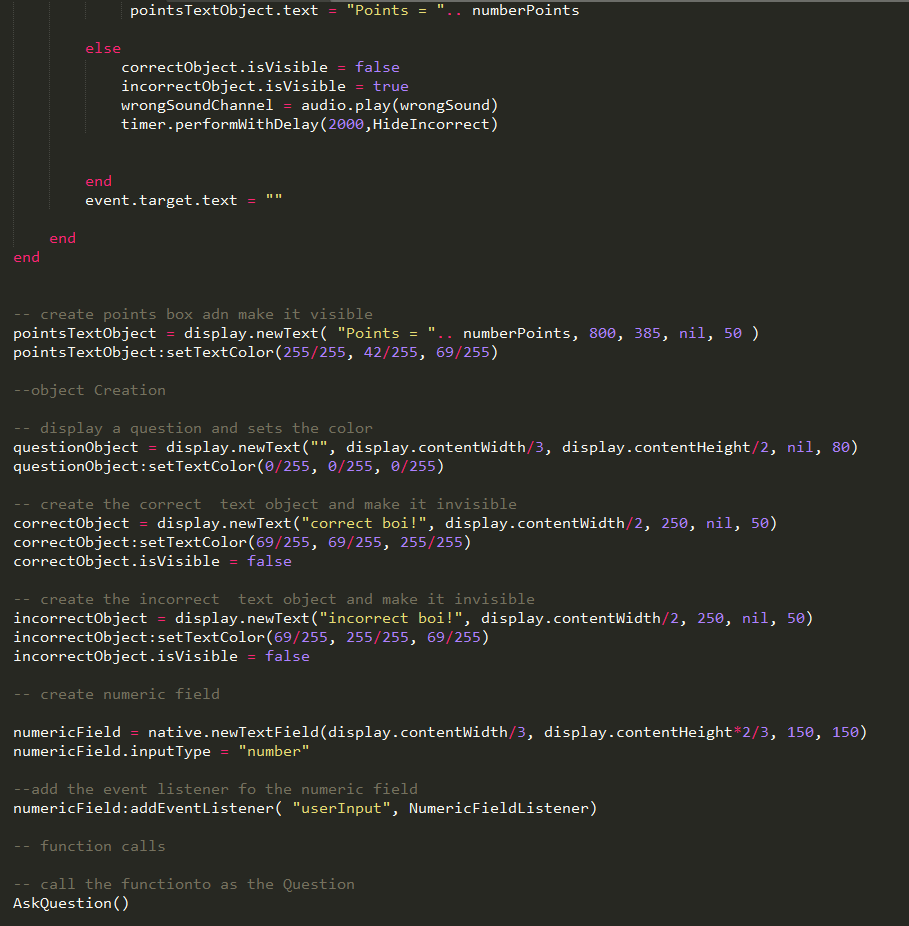 pointsTextObject.text = "Points = ".. numberPoints
else
correctObject.isVisible = false
incorrectObject.isVisible = true
wrongSoundChannel = audio.play(wrongSound)
timer.performWithDelay(2000,HideIncorrect)
end
event.target.text = ""
end
end
-- create points box adn make it visible
pointsTextObject = display.newText( "Points = ".. numberPoints, 800, 385, nil, 50 )
pointsTextObject:setTextColor(255/255, 42/255, 69/255)
--object Creation
-- display a question and sets the color
questionObject = display.newText("", display.contentWidth/3, display.contentHeight/2, nil, 80)
questionObject:setTextColor(0/255, 0/255, 0/255)
-- create the correct  text object and make it invisible
correctObject = display.newText("correct boi!", display.contentWidth/2, 250, nil, 50)
correctObject:setTextColor(69/255, 69/255, 255/255)
correctObject.isVisible = false
-- create the incorrect  text object and make it invisible
incorrectObject = display.newText("incorrect boi!", display.contentWidth/2, 250, nil, 50)
incorrectObject:setTextColor(69/255, 255/255, 69/255)
incorrectObject.isVisible = false
-- create numeric field
numericField = native.newTextField(display.contentWidth/3, display.contentHeight*2/3, 150, 150)
numericField.inputType = "number"
--add the event listener fo the numeric field
numericField:addEventListener( "userInput", NumericFieldListener)
-- function calls
-- call the functionto as the Question
AskQuestion()